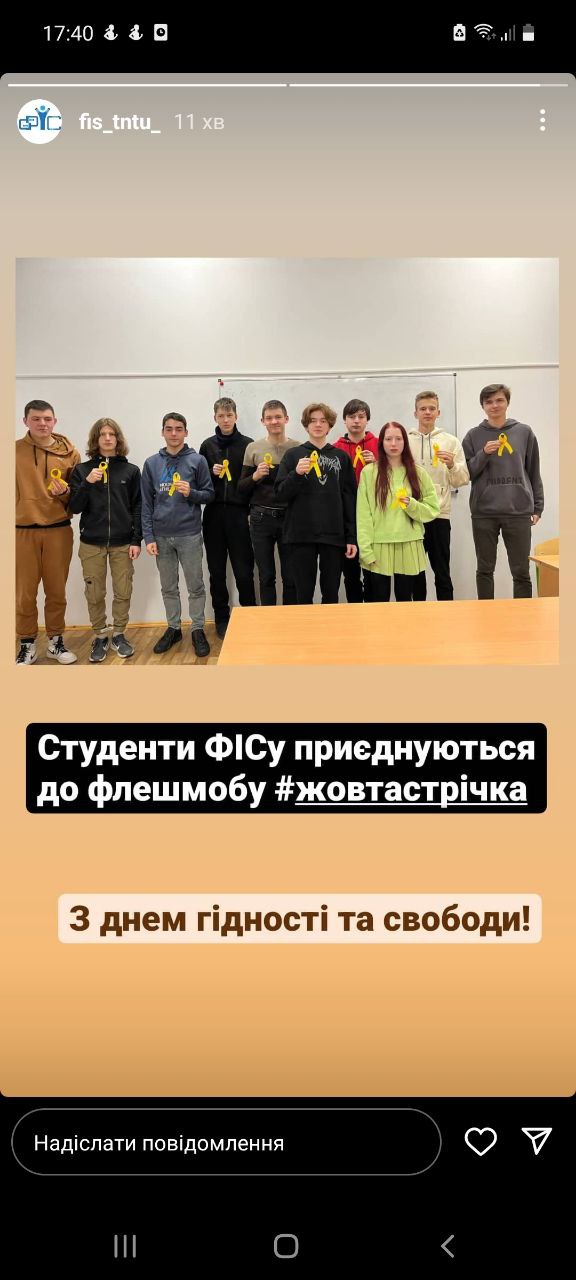 17:40
fis_tntu_ 11 хв
Студенти ФІСу приєднуються
до флешмобу #жовтастрічка
З днем гідності та свободи!
Надіслати повідомлення